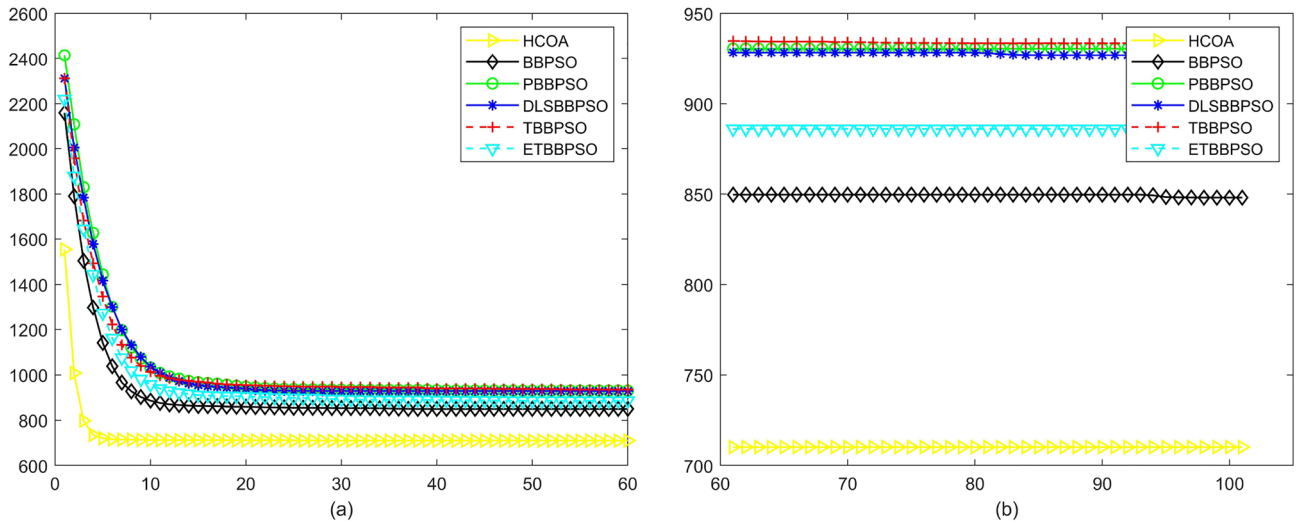 2600
2400
2200
2000
1800
1600
1400
1200
1000
800
600
0
10
20
30
40
50
60
(a)
HCOA
BBPSO
PBBPSO
DLSBBPSO
TBBPSO
ETBBPSO
950
900
850
800
750
700
60
70
80
90
100
(b)
HCOA
BBPSO
PBBPSO
DLSBBPSO
TBBPSO
ETBBPSO